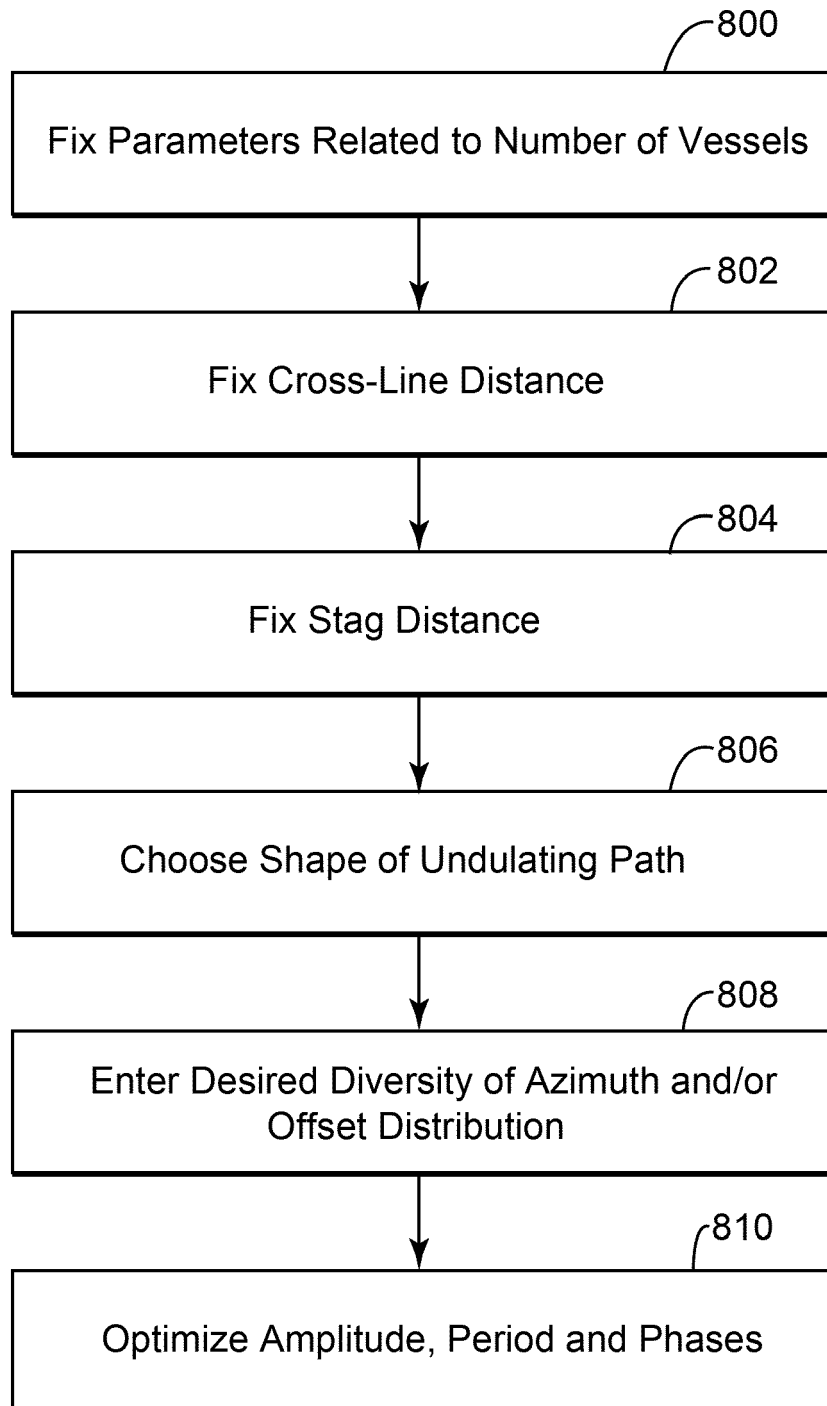 800
Fix Parameters Related to Number of Vessels
802
Fix Cross-Line Distance
804
Fix Stag Distance
806
Choose Shape of Undulating Path
808
Enter Desired Diversity of Azimuth and/or
Offset Distribution
810
Optimize Amplitude, Period and Phases